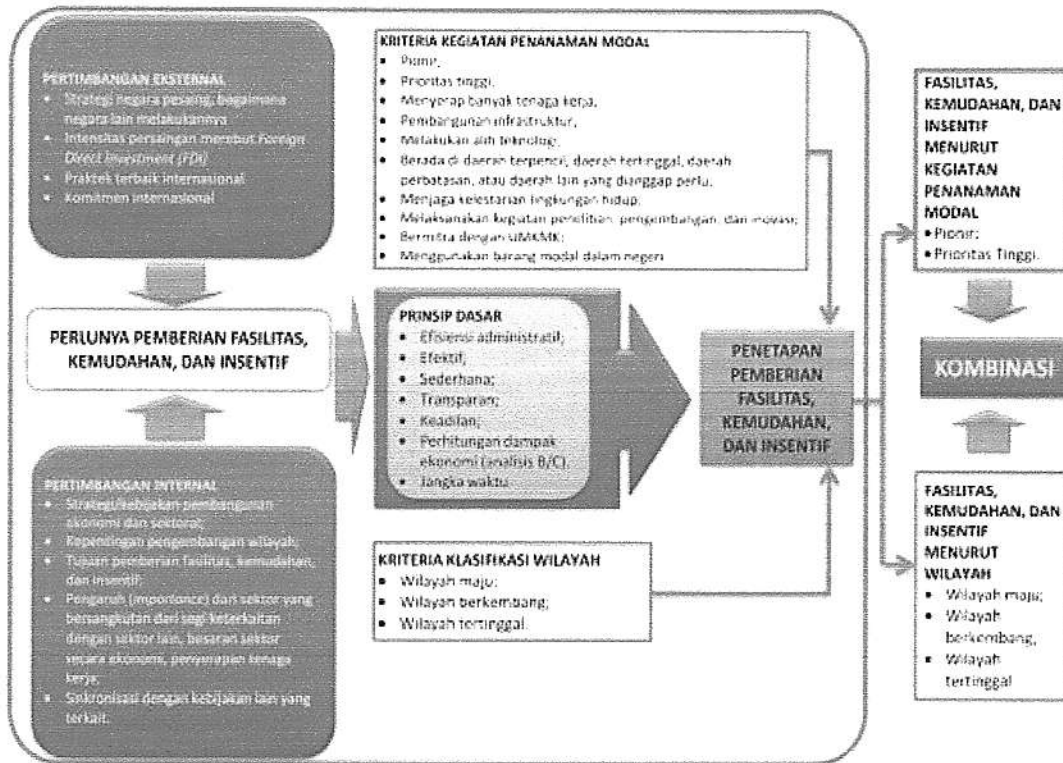 PERTIMBANGAN EKSTERNAL
• Strategi negara pesaing, bagaimana
negara lain melakukannya
• Intensitas persaingan merebut Foreign
Direct Investment (FDI)
• Praktek terbaik internasional
• Komitmen internasional
PERLUNYA PEMBERIAN FASILITAS,
KEMUDAHAN, DAN INSENTIF
PERTIMBANGAN INTERNAL
• Strategi/kebijakan pembangunan
ekonomi dan sektoral;
• Kepentingan pengembangan wilayah;
• Tujuan pemberian fasilitas, kemudahan,
dan insentif;
• Pengaruh (importance) dari sektor yang
bersangkutan dari segi keterkaitan
dengan sektor lain, besaran sektor
secara ekonomi, penyerapan tenaga
kerja;
• Sinkronisasi dengan kebijakan lain yang
terkait.
KRITERIA KEGIATAN PENANAMAN MODAL
• Pionir,
• Prioritas tinggi,
• Menyerap banyak tenaga kerja,
• Pembangunan infrastruktur,
• Melakukan alih teknologi,
• Berada di daerah terpencil, daerah tertinggal, daerah
perbatasan, atau daerah lain yang dianggap perlu,
• Menjaga kelestarian lingkungan hidup;
• Melaksanakan kegiatan penelitian, pengembangan, dan inovasi;
• Bermitra dengan UMKMK;
• Menggunakan barang modal dalam negeri
PRINSIP DASAR
• Efisiensi administratif;
• Efektif;
• Sederhana;
• Transparan;
• Keadilan;
• Perhitungan dampak
ekonomi (analisis B/C),
• Jangka waktu
KRITERIA KLASIFIKASI WILAYAH
• Wilayah maju;
• Wilayah berkembang;
• Wilayah tertinggal.
PENETAPAN
PEMBERIAN
FASILITAS,
KEMUDAHAN,
DAN INSENTIF
FASILITAS,
KEMUDAHAN, DAN
INSENTIF
MENURUT
KEGIATAN
PENANAMAN
MODAL
• Pionir;
• Prioritas Tinggi.
KOMBINASI
FASILITAS,
KEMUDAHAN, DAN
INSENTIF
MENURUT
WILAYAH
• Wilayah maju;
• Wilayah
berkembang,
• Wilayah
tertinggal